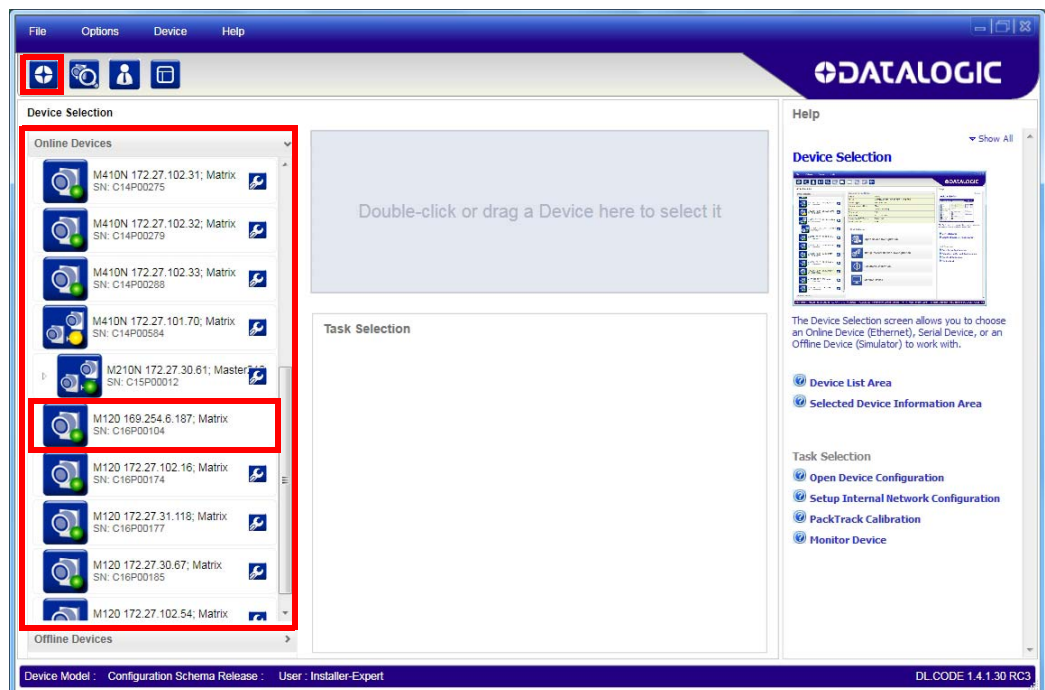 File Options Device Help
DATALOGIC
Device Selection
Online Devices
M410N 172.27.102.31; Matrix
SN: C14P00275
M410N 172.27.102.32; Matrix
SN: C14P00279
M410N 172.27.102.33; Matrix
SN: C14P00288
M410N 172.27.101.70; Matrix
SN: C14P00584
M210N 172.27.30.61;
SN: C15P00012
M120 169.254.6.187; Matrix
SN: C16P00104
M120 172.27.102.16; Matrix
SN: C16P00174
M120 172.27.31.118; Matrix
SN: C16P00177
M120 172.27.30.67; Matrix
SN: C16P00185
M120 172.27.102.54; Matrix
Offline Devices
Double-click or drag a Device here to select it
Task Selection
Help
Show All
Device Selection
The Device Selection screen allows you to choose
an Online Device (Ethernet), Serial Device, or an
Offline Device (Simulator) to work with.
Device List Area
Selected Device Information Area
Task Selection
Open Device Configuration
Setup Internal Network Configuration
PackTrack Calibration
Monitor Device
Device Model : Configuration Schema Release : User : Installer-Expert DL.CODE 1.4.1.30 RC3